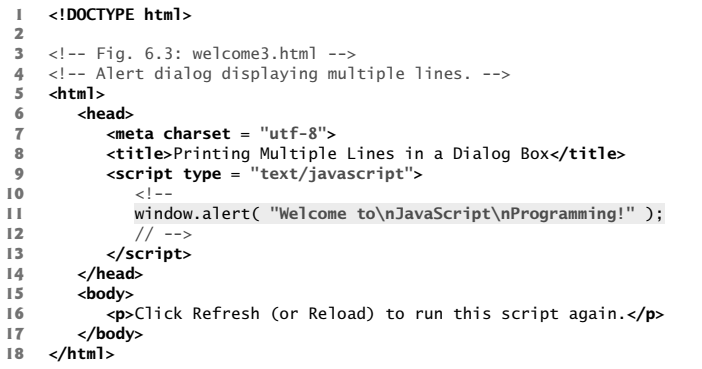 1 <!DOCTYPE html>
2
3 <!-- Fig. 6.3: welcome3.html -->
4 <!-- Alert dialog displaying multiple lines. -->
5 <html>
6 <head>
7 <meta charset = "utf-8">
8 <title>Printing Multiple Lines in a Dialog Box</title>
9 <script type = "text/javascript">
10 <!--
11 window.alert( "Welcome to\nJavaScript\nProgramming!" );
12 // -->
13 </script>
14 </head>
15 <body>
16 <p>Click Refresh (or Reload) to run this script again.</p>
17 </body>
18 </html>